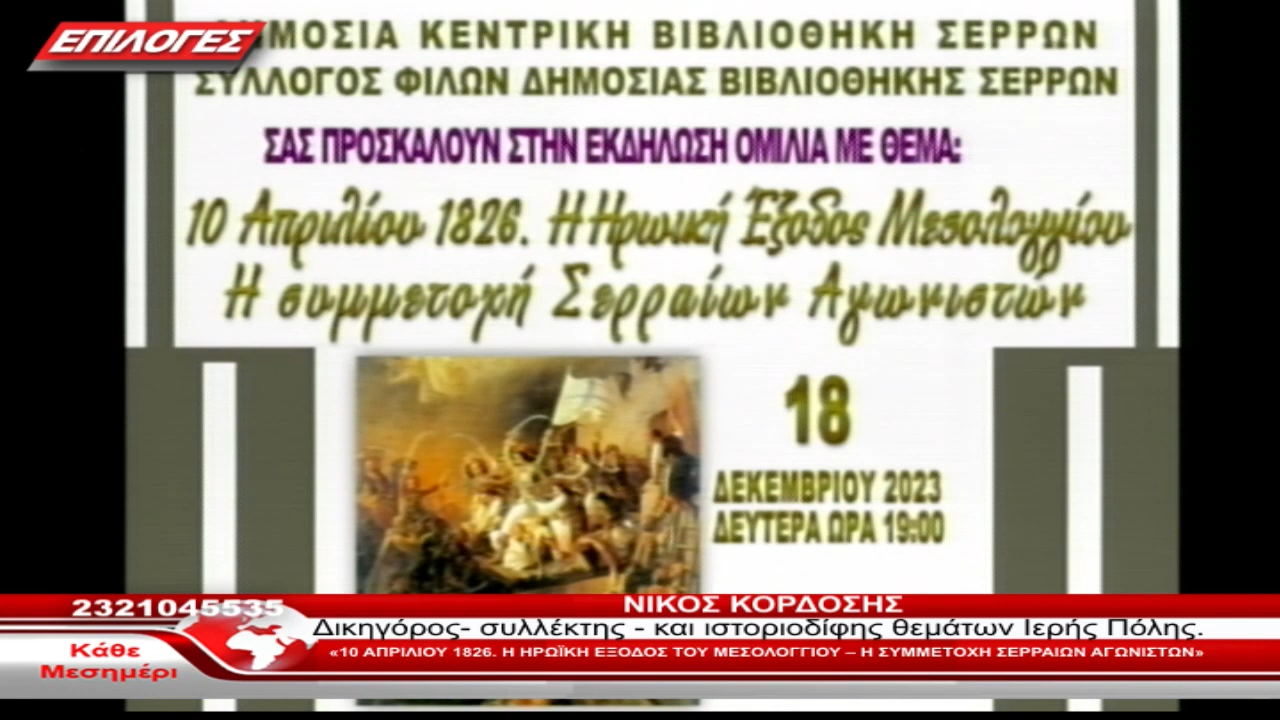 ΕΠΙΛΟΓΕΣ
ΔΗΜΟΣΙΑ ΚΕΝΤΡΙΚΗ ΒΙΒΛΙΟΘΗΚΗ ΣΕΡΡΩΝ
ΣΥΛΛΟΓΟΣ ΦΙΛΩΝ ΔΗΜΟΣΙΑΣ ΒΙΒΛΙΟΘΗΚΗΣ ΣΕΡΡΩΝ
ΣΑΣ ΠΡΟΣΚΑΛΟΥΝ ΣΤΗΝ ΕΚΔΗΛΩΣΗ ΟΜΙΛΙΑ ΜΕ ΘΕΜΑ:
10 Απριλίου 1826. Η Ηρωική Έξοδος Μεσολογγίου
Η συμμετοχή Σερραίων Αγωνιστών
18
ΔΕΚΕΜΒΡΙΟΥ 2023
ΔΕΥΤΕΡΑ ΩΡΑ 19:00
2321045535
ΝΙΚΟΣ ΚΟΡΔΟΣΗΣ
Δικηγόρος- συλλέκτης - και ιστοριοδίφης θεμάτων Ιερής Πόλης.
Κάθε
Μεσημέρι
«10 ΑΠΡΙΛΙΟΥ 1826. Η ΗΡΩΪΚΗ ΕΞΟΔΟΣ ΤΟΥ ΜΕΣΟΛΟΓΓΙΟΥ – Η ΣΥΜΜΕΤΟΧΗ ΣΕΡΡΑΙΩΝ ΑΓΩΝΙΣΤΩΝ»